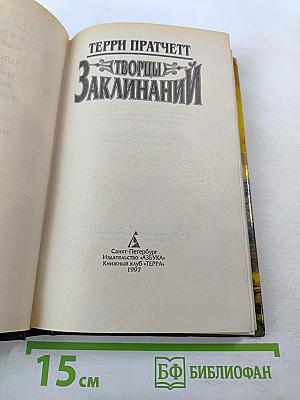 ТЕРРИ ПРАТЧЕТТ
ТВОРЦЫ
ЗАКЛИНАНИЙ
Санкт-Петербург
Издательство «АЗБУКА»
Книжный клуб «ТЕРРА»
1997
15 см
БФ БИБЛИОФАН